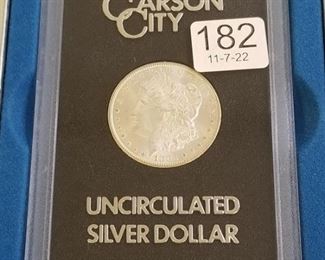 CARSON
CITY
182
11-7-22
UNCIRCULATED
SILVER DOLLAR